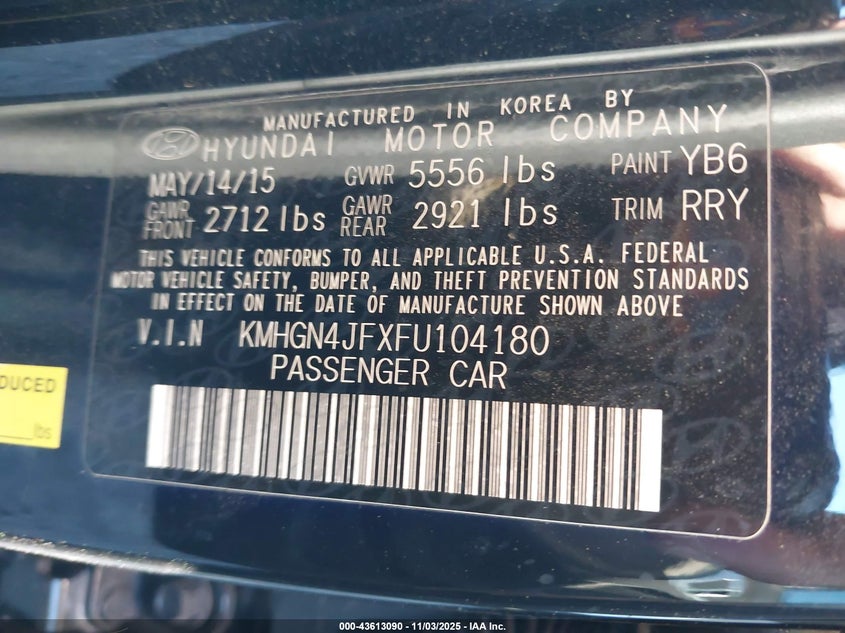 MANUFACTURED IN KOREA BY
HYUNDAI MOTOR COMPANY
MAY/14/15 GVWR 5556 lbs PAINT YB6
GAWR FRONT 2712 lbs GAWR REAR 2921 lbs TRIM RRY
THIS VEHICLE CONFORMS TO ALL APPLICABLE U.S.A. FEDERAL
MOTOR VEHICLE SAFETY, BUMPER, AND THEFT PREVENTION STANDARDS
IN EFFECT ON THE DATE OF MANUFACTURE SHOWN ABOVE
V.I.N KMHGN4JFXFU104180
PASSENGER CAR
DUCED
lbs
000-43613090 - 11/03/2025 - IAA Inc.